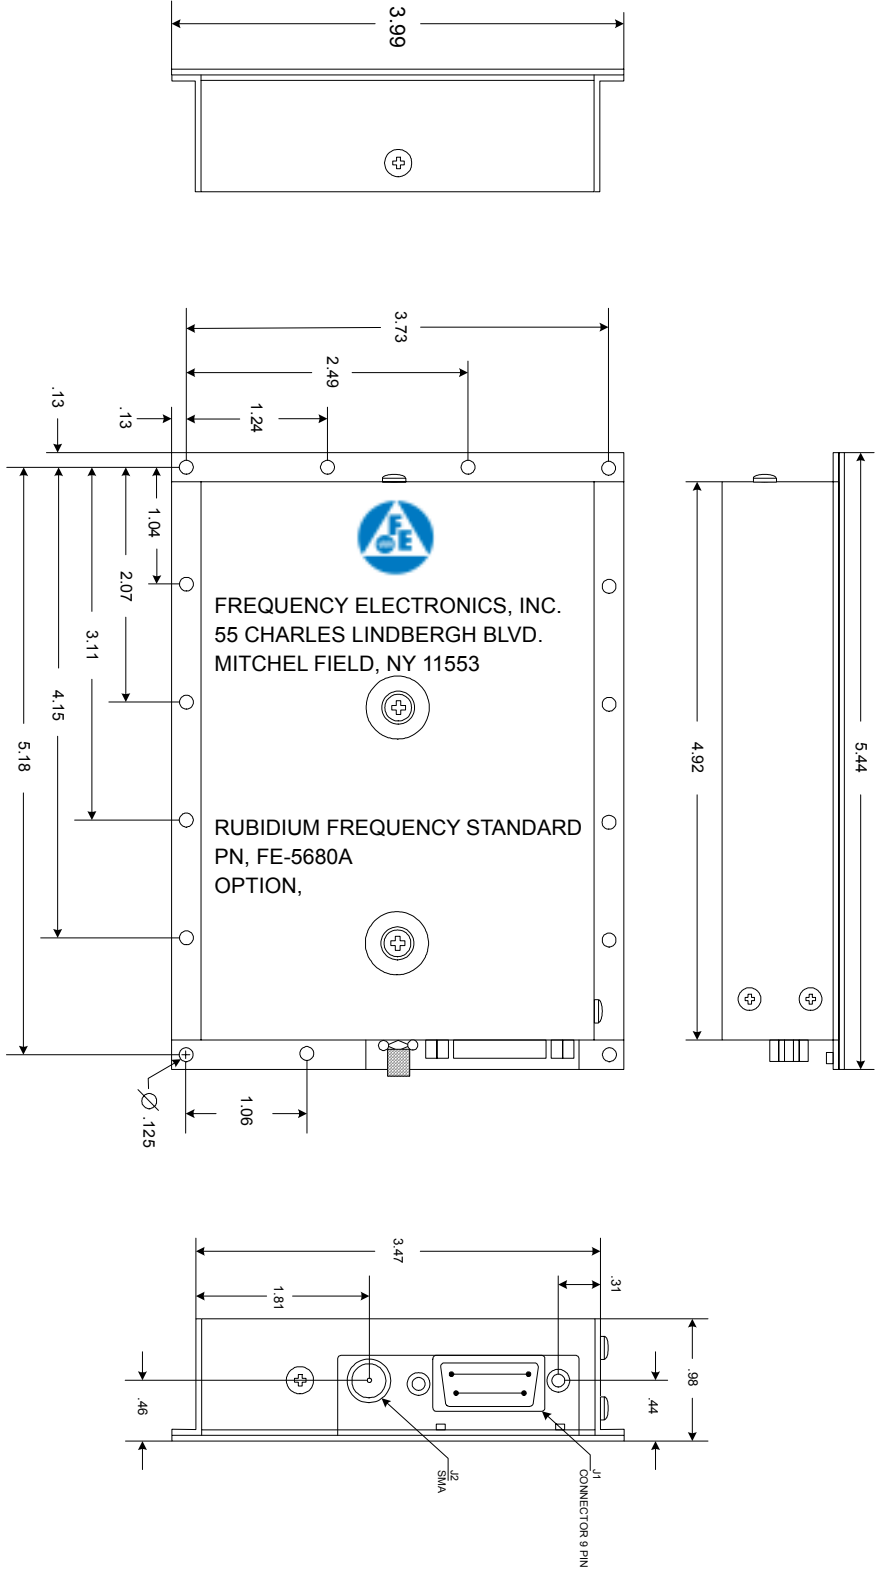 3.99
3.73
2.49
1.24
.13
.13
1.04
2.07
3.11
4.15
5.18
FE
FREQUENCY ELECTRONICS, INC.
55 CHARLES LINDBERGH BLVD.
MITCHEL FIELD, NY 11553
RUBIDIUM FREQUENCY STANDARD
PN, FE-5680A
OPTION,
4.92
5.44
1.06
Ø .125
3.47
1.81
.31
.98
.46
.44
J2
SMA
J1
CONNECTOR 9 PIN